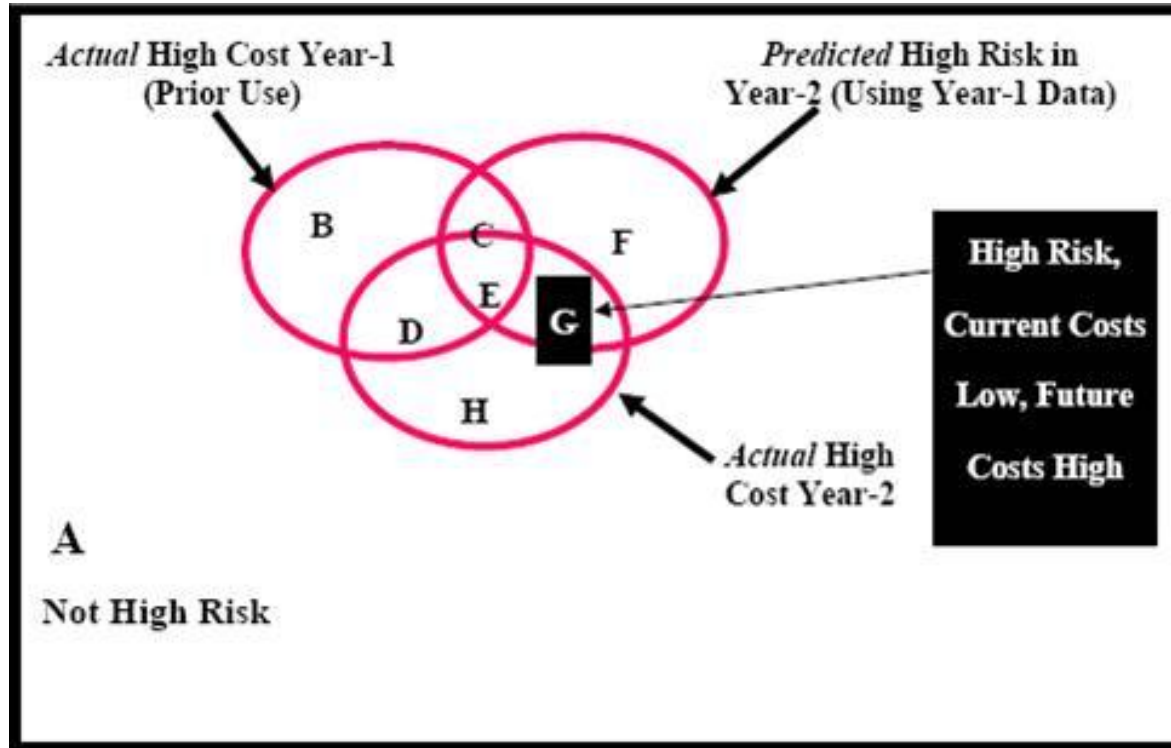 Actual High Cost Year-1
(Prior Use)
Predicted High Risk in
Year-2 (Using Year-1 Data)
B
C
F
E
D
G
H
High Risk,
Current Costs
Low, Future
Costs High
Actual High
Cost Year-2
A
Not High Risk